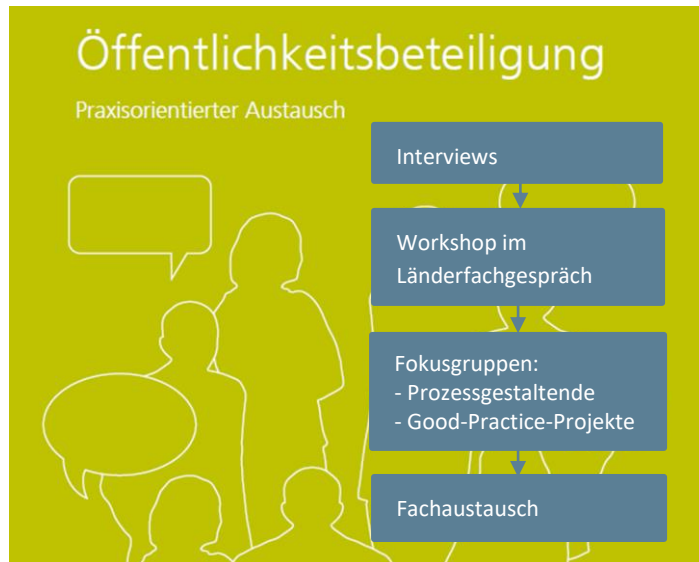 Öffentlichkeitsbeteiligung
Praxisorientierter Austausch
Interviews
Workshop im
Länderfachgespräch
Fokusgruppen:
- Prozessgestaltende
- Good-Practice-Projekte
Fachaustausch